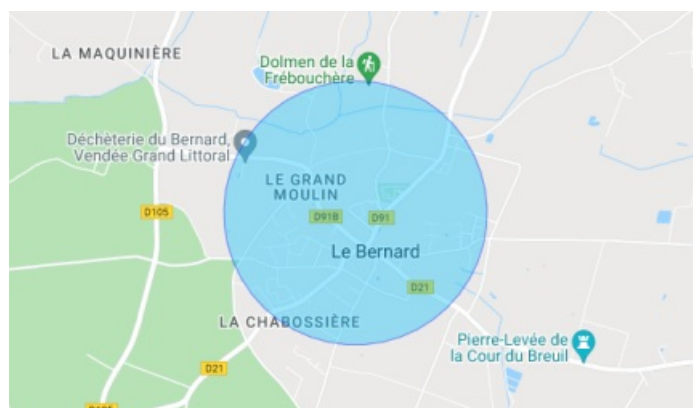 LA MAQUINIÈRE
Dolmen de la
Frébouchère
Déchèterie du Bernard,
Vendée Grand Littoral
LE GRAND
MOULIN
D105
D91B
D91
Le Bernard
D21
LA CHABOSSIÈRE
Pierre-Levée de
la Cour du Breuil
D21
D105